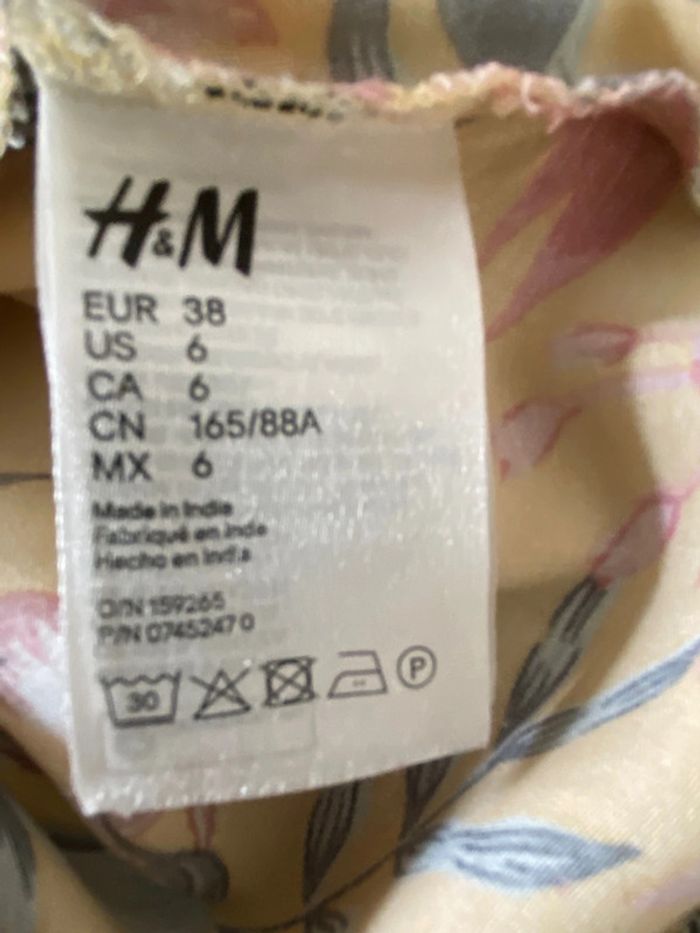 H&M
EUR 38
US 6
CA 6
CN 165/88A
MX 6
Made in India
Fabriqué en Inde
Hecho en India
O/N 159265
P/N 0745247 0
30
P